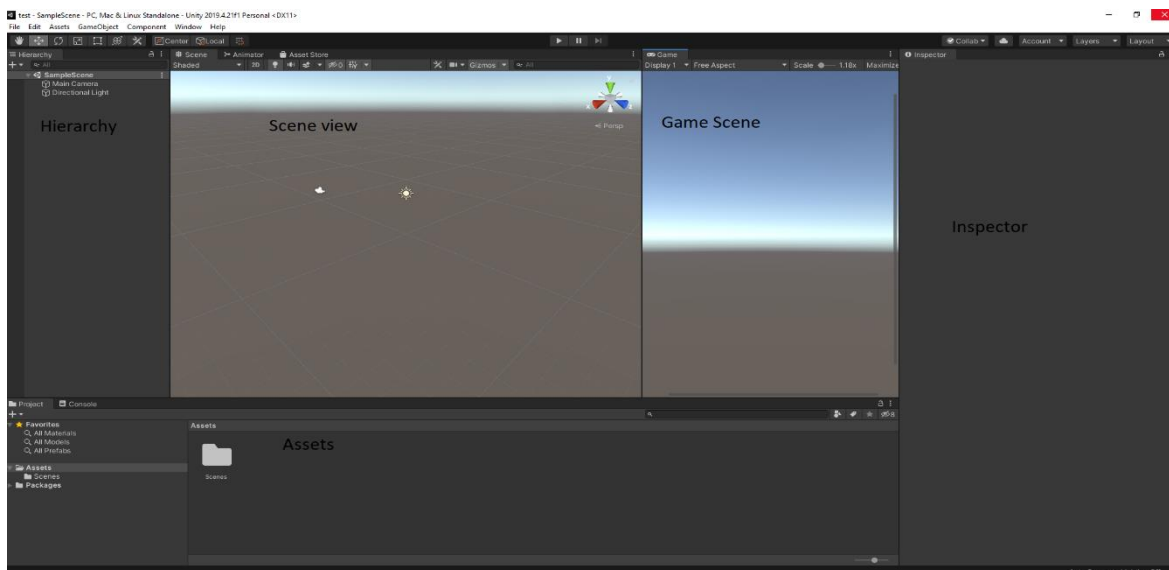 test - SampleScene - PC, Mac & Linux Standalone - Unity 2019.4.21f1 Personal <DX11>
File Edit Assets GameObject Component Window Help
Center Local
Collab Account Layers Layout
Hierarchy
All
SampleScene
Main Camera
Directional Light
Hierarchy
Scene Animator Asset Store
Shaded 2D 0 Gizmos All
Persp
Scene view
Game
Display 1 Free Aspect Scale 1.18x Maximize
Game Scene
Inspector
Inspector
Project Console
8
Favorites
All Materials
All Models
All Prefabs
Assets
Scenes
Packages
Assets
Scenes
Assets